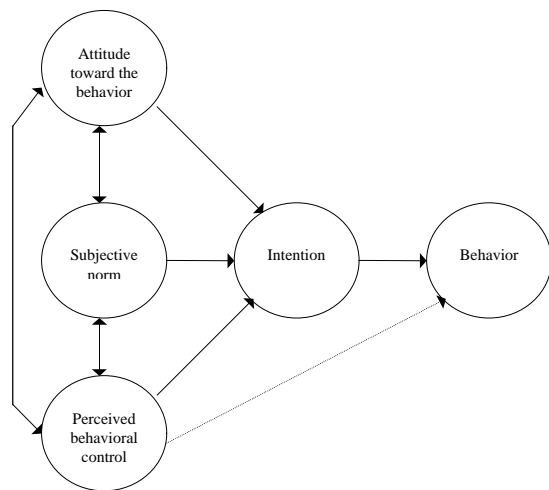 Attitude
toward the
behavior
Subjective
norm
Intention
Behavior
Perceived
behavioral
control